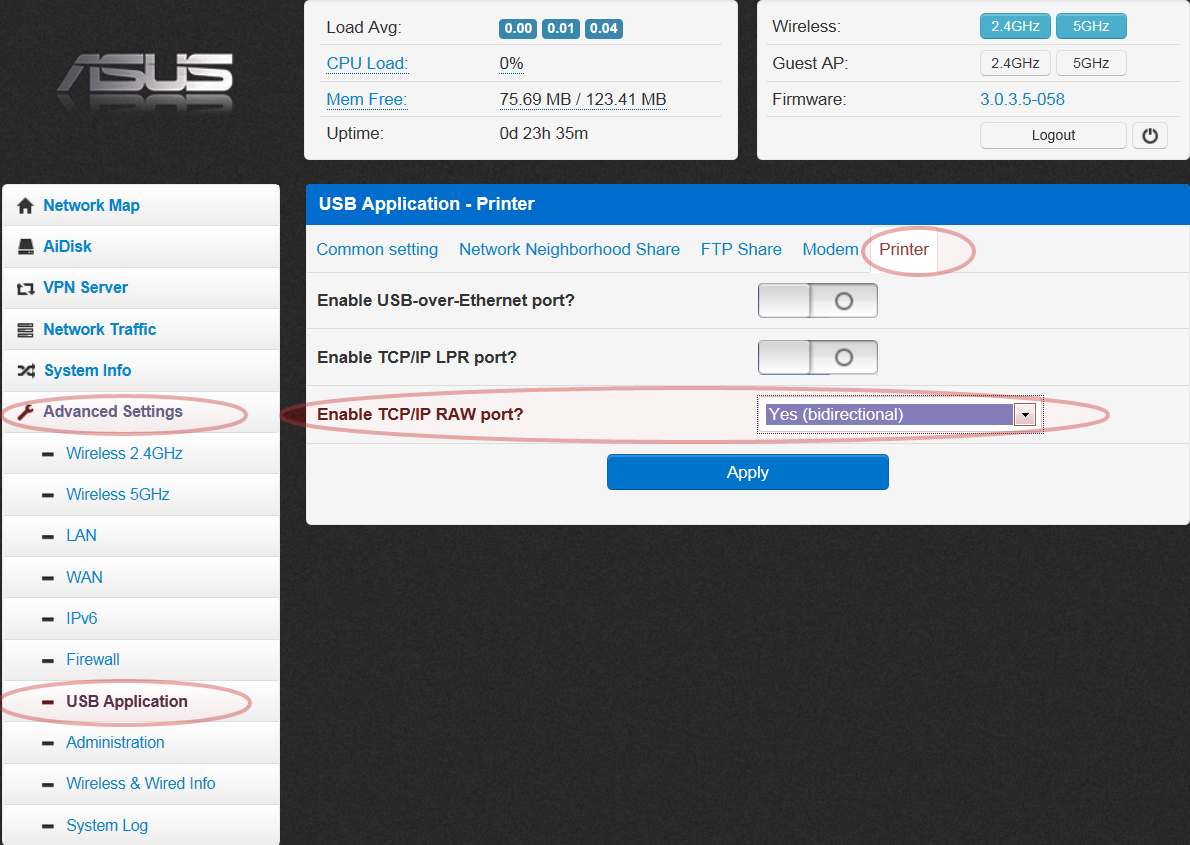 ASUS
Load Avg: 0.00 0.01 0.04
CPU Load: 0%
Mem Free: 75.69 MB / 123.41 MB
Uptime: 0d 23h 35m
Wireless: 2.4GHz 5GHz
Guest AP: 2.4GHz 5GHz
Firmware: 3.0.3.5-058
Logout
Network Map
AiDisk
VPN Server
Network Traffic
System Info
Advanced Settings
Wireless 2.4GHz
Wireless 5GHz
LAN
WAN
IPv6
Firewall
USB Application
Administration
Wireless & Wired Info
System Log
USB Application - Printer
Common setting Network Neighborhood Share FTP Share Modem Printer
Enable USB-over-Ethernet port?
Enable TCP/IP LPR port?
Enable TCP/IP RAW port? Yes (bidirectional)
Apply